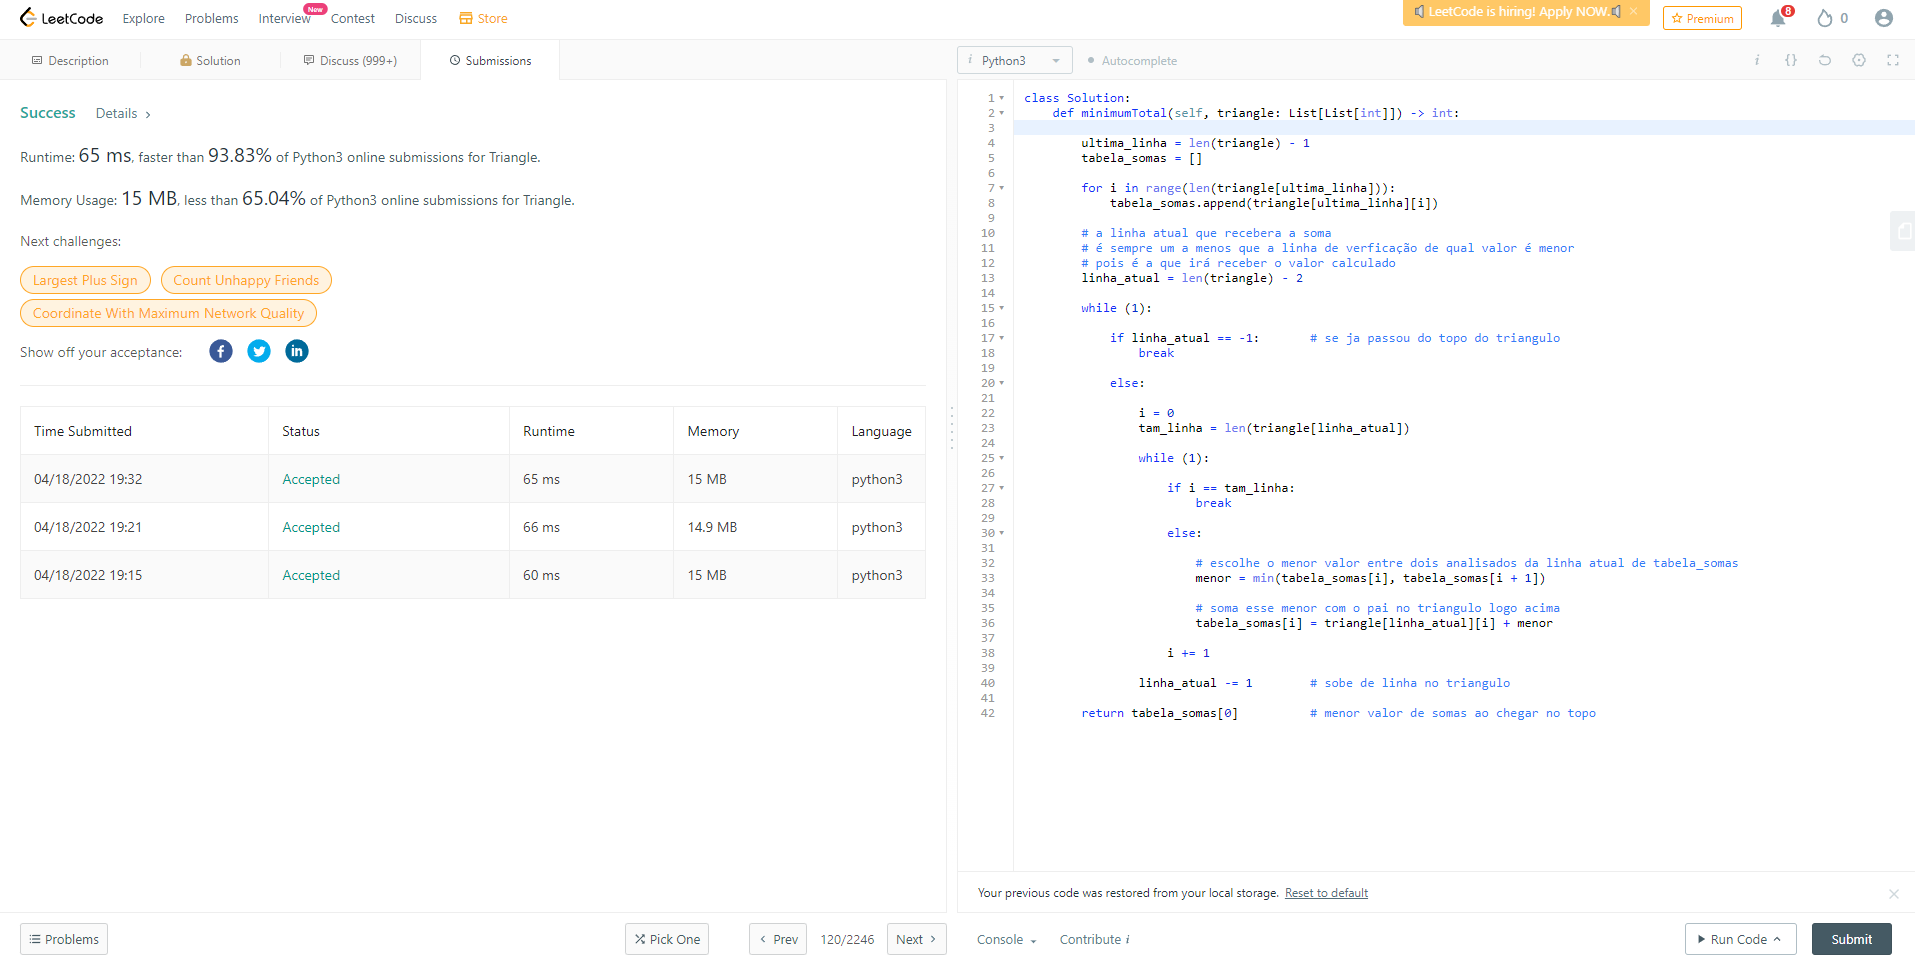 LeetCode Explore Problems Interview New Contest Discuss Store LeetCode is hiring! Apply NOW. × Premium 8 0
Description Solution Discuss (999+) Submissions
Success Details >
Runtime: 65 ms, faster than 93.83% of Python3 online submissions for Triangle.
Memory Usage: 15 MB, less than 65.04% of Python3 online submissions for Triangle.
Next challenges:
Largest Plus Sign Count Unhappy Friends
Coordinate With Maximum Network Quality
Show off your acceptance:
Time Submitted Status Runtime Memory Language
04/18/2022 19:32 Accepted 65 ms 15 MB python3
04/18/2022 19:21 Accepted 66 ms 14.9 MB python3
04/18/2022 19:15 Accepted 60 ms 15 MB python3
Problems Pick One < Prev 120/2246 Next >
i Python3 Autocomplete i {}
1 class Solution:
2     def minimumTotal(self, triangle: List[List[int]]) -> int:
3
4         ultima_linha = len(triangle) - 1
5         tabela_somas = []
6
7         for i in range(len(triangle[ultima_linha])):
8             tabela_somas.append(triangle[ultima_linha][i])
9
10         # a linha atual que recebera a soma
11         # é sempre um a menos que a linha de verficação de qual valor é menor
12         # pois é a que irá receber o valor calculado
13         linha_atual = len(triangle) - 2
14
15         while (1):
16
17             if linha_atual == -1:       # se ja passou do topo do triangulo
18                 break
19
20             else:
21
22                 i = 0
23                 tam_linha = len(triangle[linha_atual])
24
25                 while (1):
26
27                     if i == tam_linha:
28                         break
29
30                     else:
31
32                         # escolhe o menor valor entre dois analisados da linha atual de tabela_somas
33                         menor = min(tabela_somas[i], tabela_somas[i + 1])
34
35                         # soma esse menor com o pai no triangulo logo acima
36                         tabela_somas[i] = triangle[linha_atual][i] + menor
37
38                     i += 1
39
40                 linha_atual -= 1        # sobe de linha no triangulo
41
42         return tabela_somas[0]          # menor valor de somas ao chegar no topo
Your previous code was restored from your local storage. Reset to default
Console Contribute i Run Code Submit